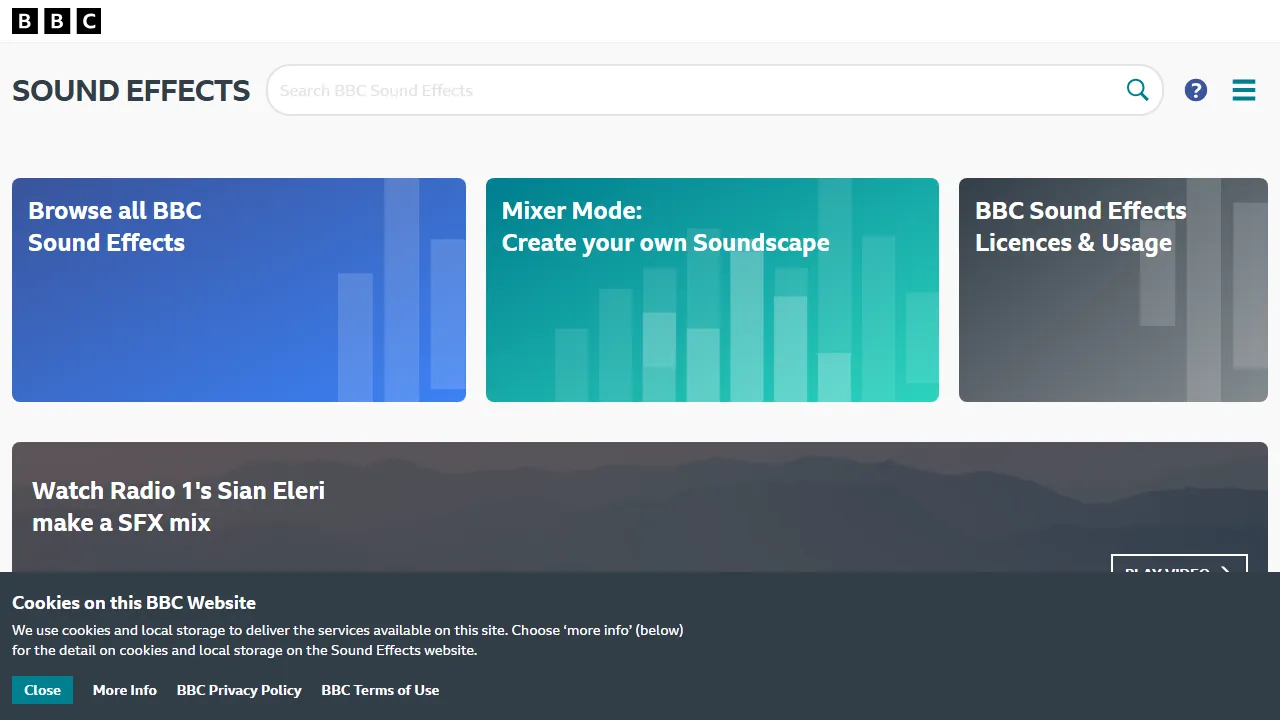 BBC
SOUND EFFECTS
Search BBC Sound Effects
?
Browse all BBC
Sound Effects
Mixer Mode:
Create your own Soundscape
BBC Sound Effects
Licences & Usage
Watch Radio 1's Sian Eleri
make a SFX mix
PLAY VIDEO
Cookies on this BBC Website
We use cookies and local storage to deliver the services available on this site. Choose ‘more info’ (below)
for the detail on cookies and local storage on the Sound Effects website.
Close
More Info
BBC Privacy Policy
BBC Terms of Use